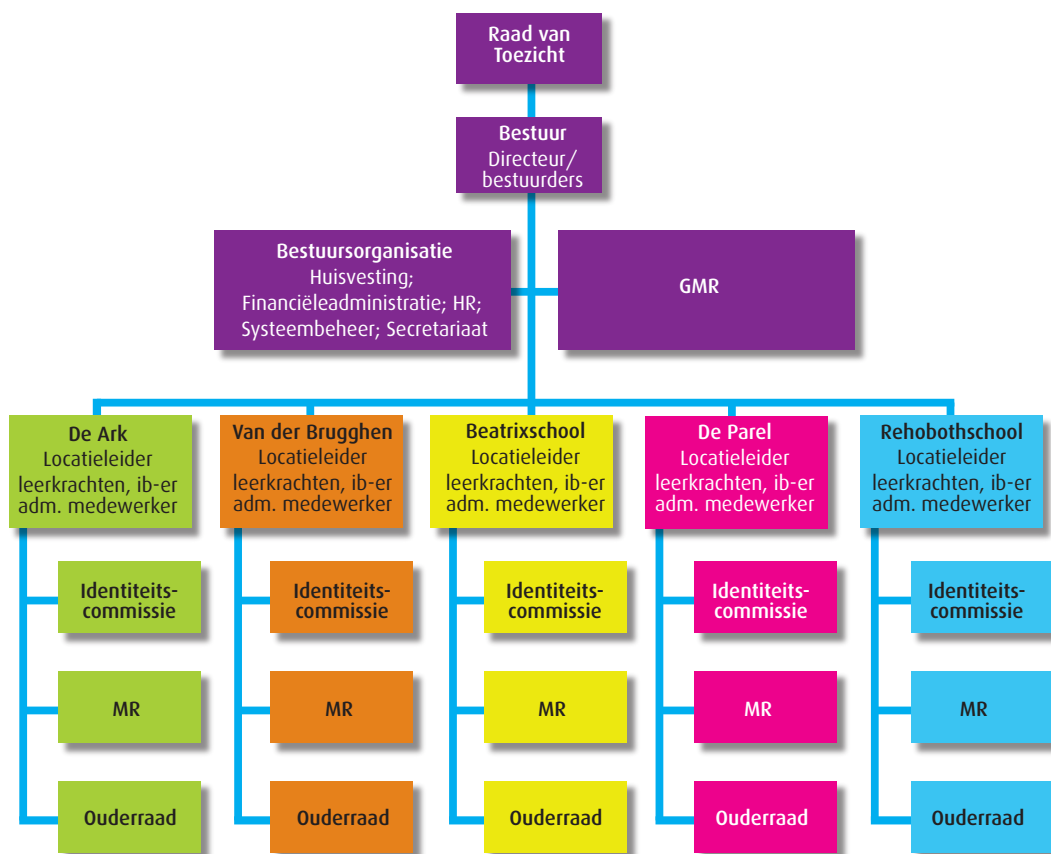 Raad van
Toezicht
Bestuur
Directeur/
bestuurders
Bestuursorganisatie
Huisvesting;
Financiëleadministratie; HR;
Systeembeheer; Secretariaat
GMR
De Ark
Locatieleider
leerkrachten, ib-er
adm. medewerker
Van der Brugghen
Locatieleider
leerkrachten, ib-er
adm. medewerker
Beatrixschool
Locatieleider
leerkrachten, ib-er
adm. medewerker
De Parel
Locatieleider
leerkrachten, ib-er
adm. medewerker
Rehobothschool
Locatieleider
leerkrachten, ib-er
adm. medewerker
Identiteits-
commissie
Identiteits-
commissie
Identiteits-
commissie
Identiteits-
commissie
Identiteits-
commissie
MR
MR
MR
MR
MR
Ouderraad
Ouderraad
Ouderraad
Ouderraad
Ouderraad